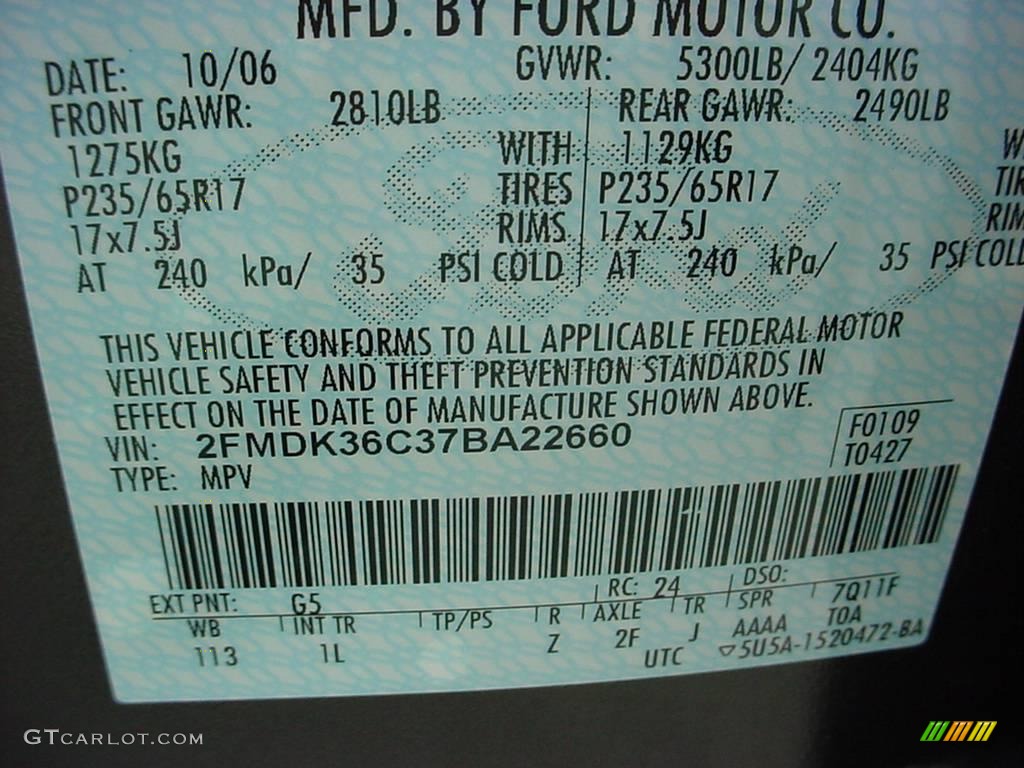 MFD. BY FORD MOTOR CO.
DATE: 10/06 GVWR: 5300LB/ 2404KG
FRONT GAWR: 2810LB REAR GAWR: 2490LB
1275KG WITH 1129KG
P235/65R17 TIRES P235/65R17
17x7.5J RIMS 17x7.5J
AT 240 kPa/ 35 PSI COLD AT 240 kPa/ 35 PSI COLD
THIS VEHICLE CONFORMS TO ALL APPLICABLE FEDERAL MOTOR
VEHICLE SAFETY AND THEFT PREVENTION STANDARDS IN
EFFECT ON THE DATE OF MANUFACTURE SHOWN ABOVE.
VIN: 2FMDK36C37BA22660 F0109
TYPE: MPV T0427
EXT PNT: G5 RC: 24 DSO: 7Q11F
WB INT TR TP/PS R AXLE TR SPR T0A
113 1L Z 2F J AAAA
UTC ▽5U5A-1520472-BA
GTCARLOT.COM